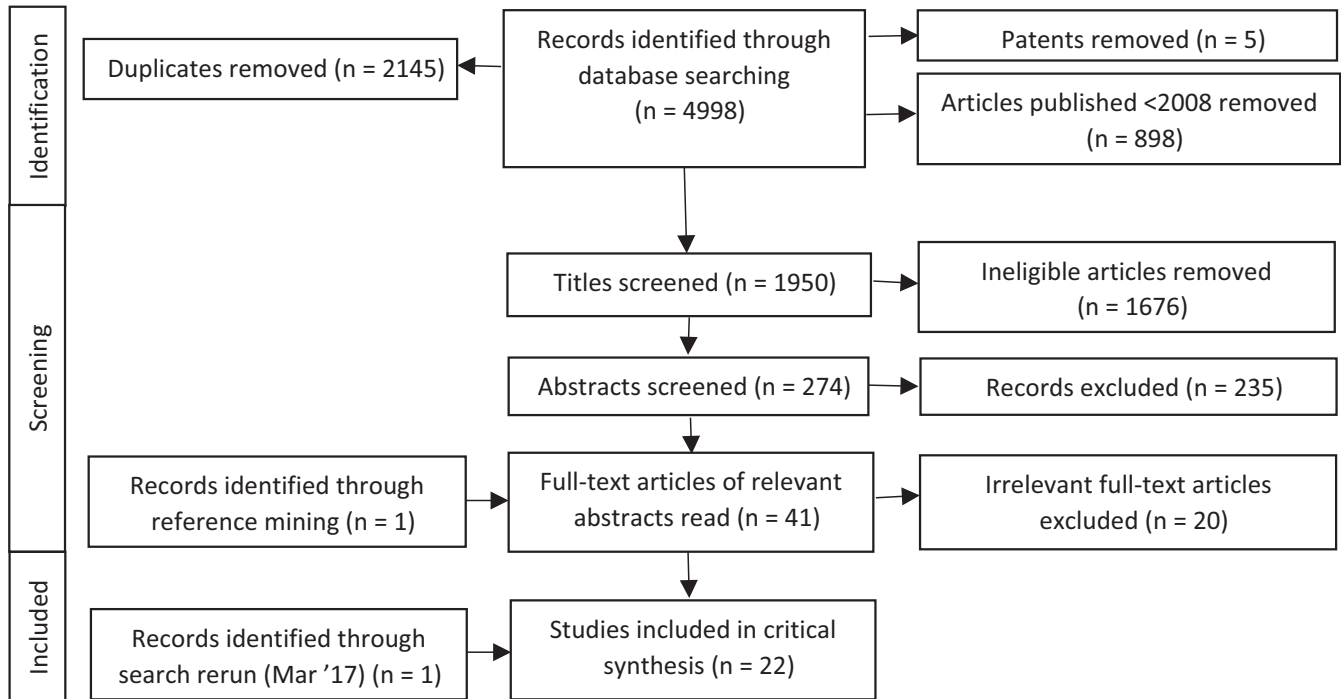 Identification
Duplicates removed (n = 2145)
Records identified through
database searching
(n = 4998)
Patents removed (n = 5)
Articles published <2008 removed
(n = 898)
Screening
Titles screened (n = 1950)
Ineligible articles removed
(n = 1676)
Abstracts screened (n = 274)
Records excluded (n = 235)
Records identified through
reference mining (n = 1)
Full-text articles of relevant
abstracts read (n = 41)
Irrelevant full-text articles
excluded (n = 20)
Included
Records identified through
search rerun (Mar ’17) (n = 1)
Studies included in critical
synthesis (n = 22)